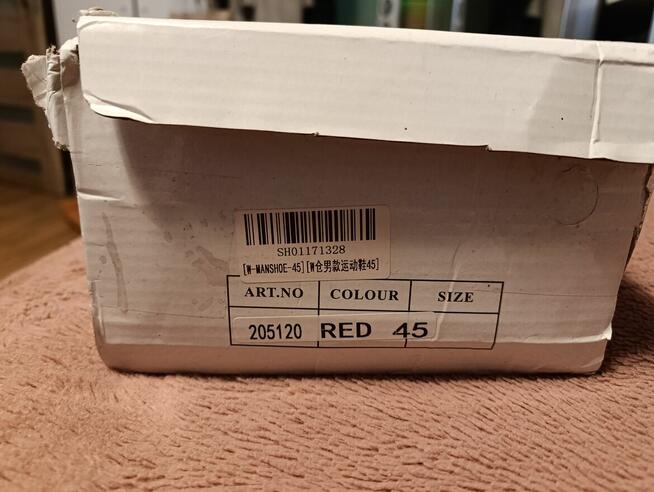 SH01171328
[W-MANSHOE-45][W仓男款运动鞋45]
ART.NO COLOUR SIZE
205120 RED 45